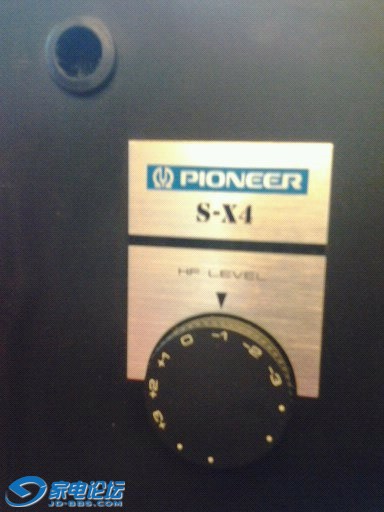 PIONEER
S-X4
HF LEVEL
+3 +2 +1 0 -1 -2 -3
家电论坛
JD-BBS.COM